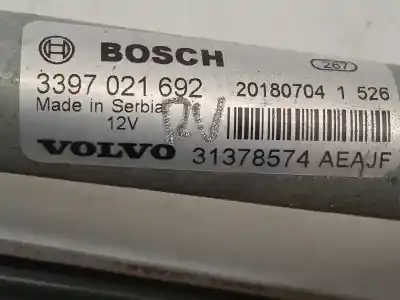 BOSCH 267
3397 021 692 20180704 1 526
Made in Serbia
12V
VOLVO 31378574 AEAJF